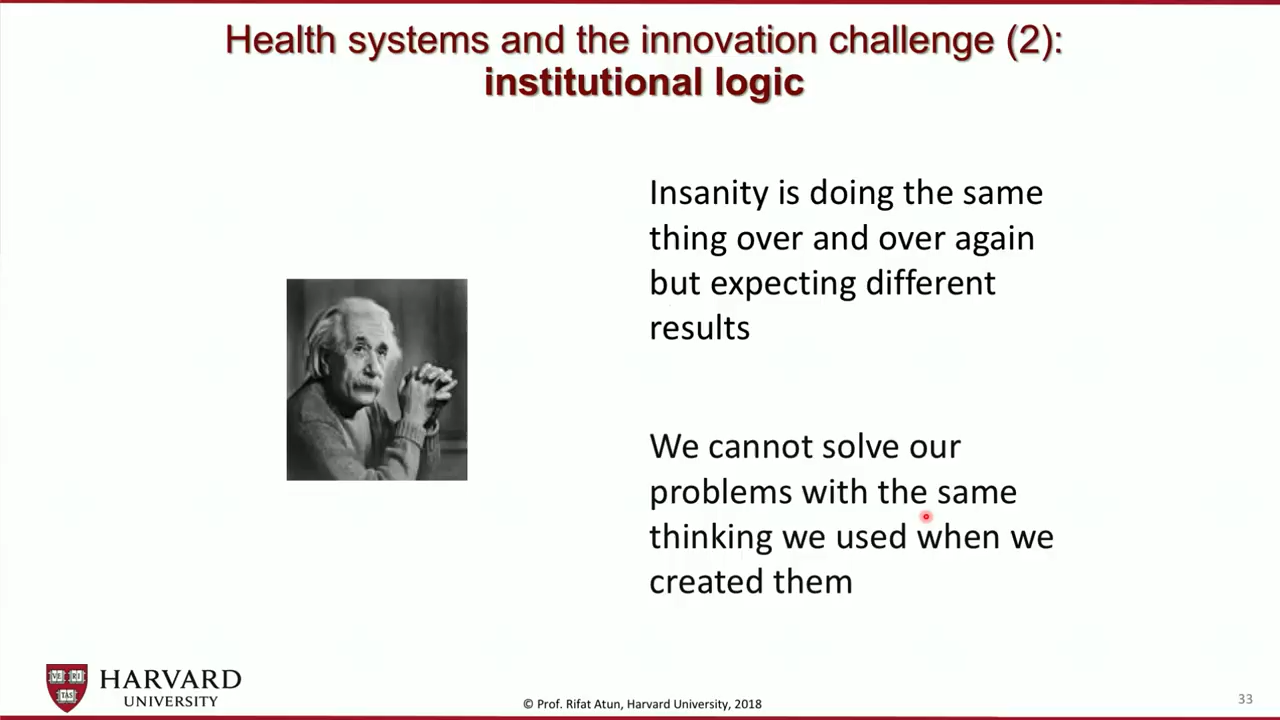 Health systems and the innovation challenge (2):
institutional logic
Insanity is doing the same
thing over and over again
but expecting different
results
We cannot solve our
problems with the same
thinking we used when we
created them
HARVARD
UNIVERSITY
© Prof. Rifat Atun, Harvard University, 2018
33